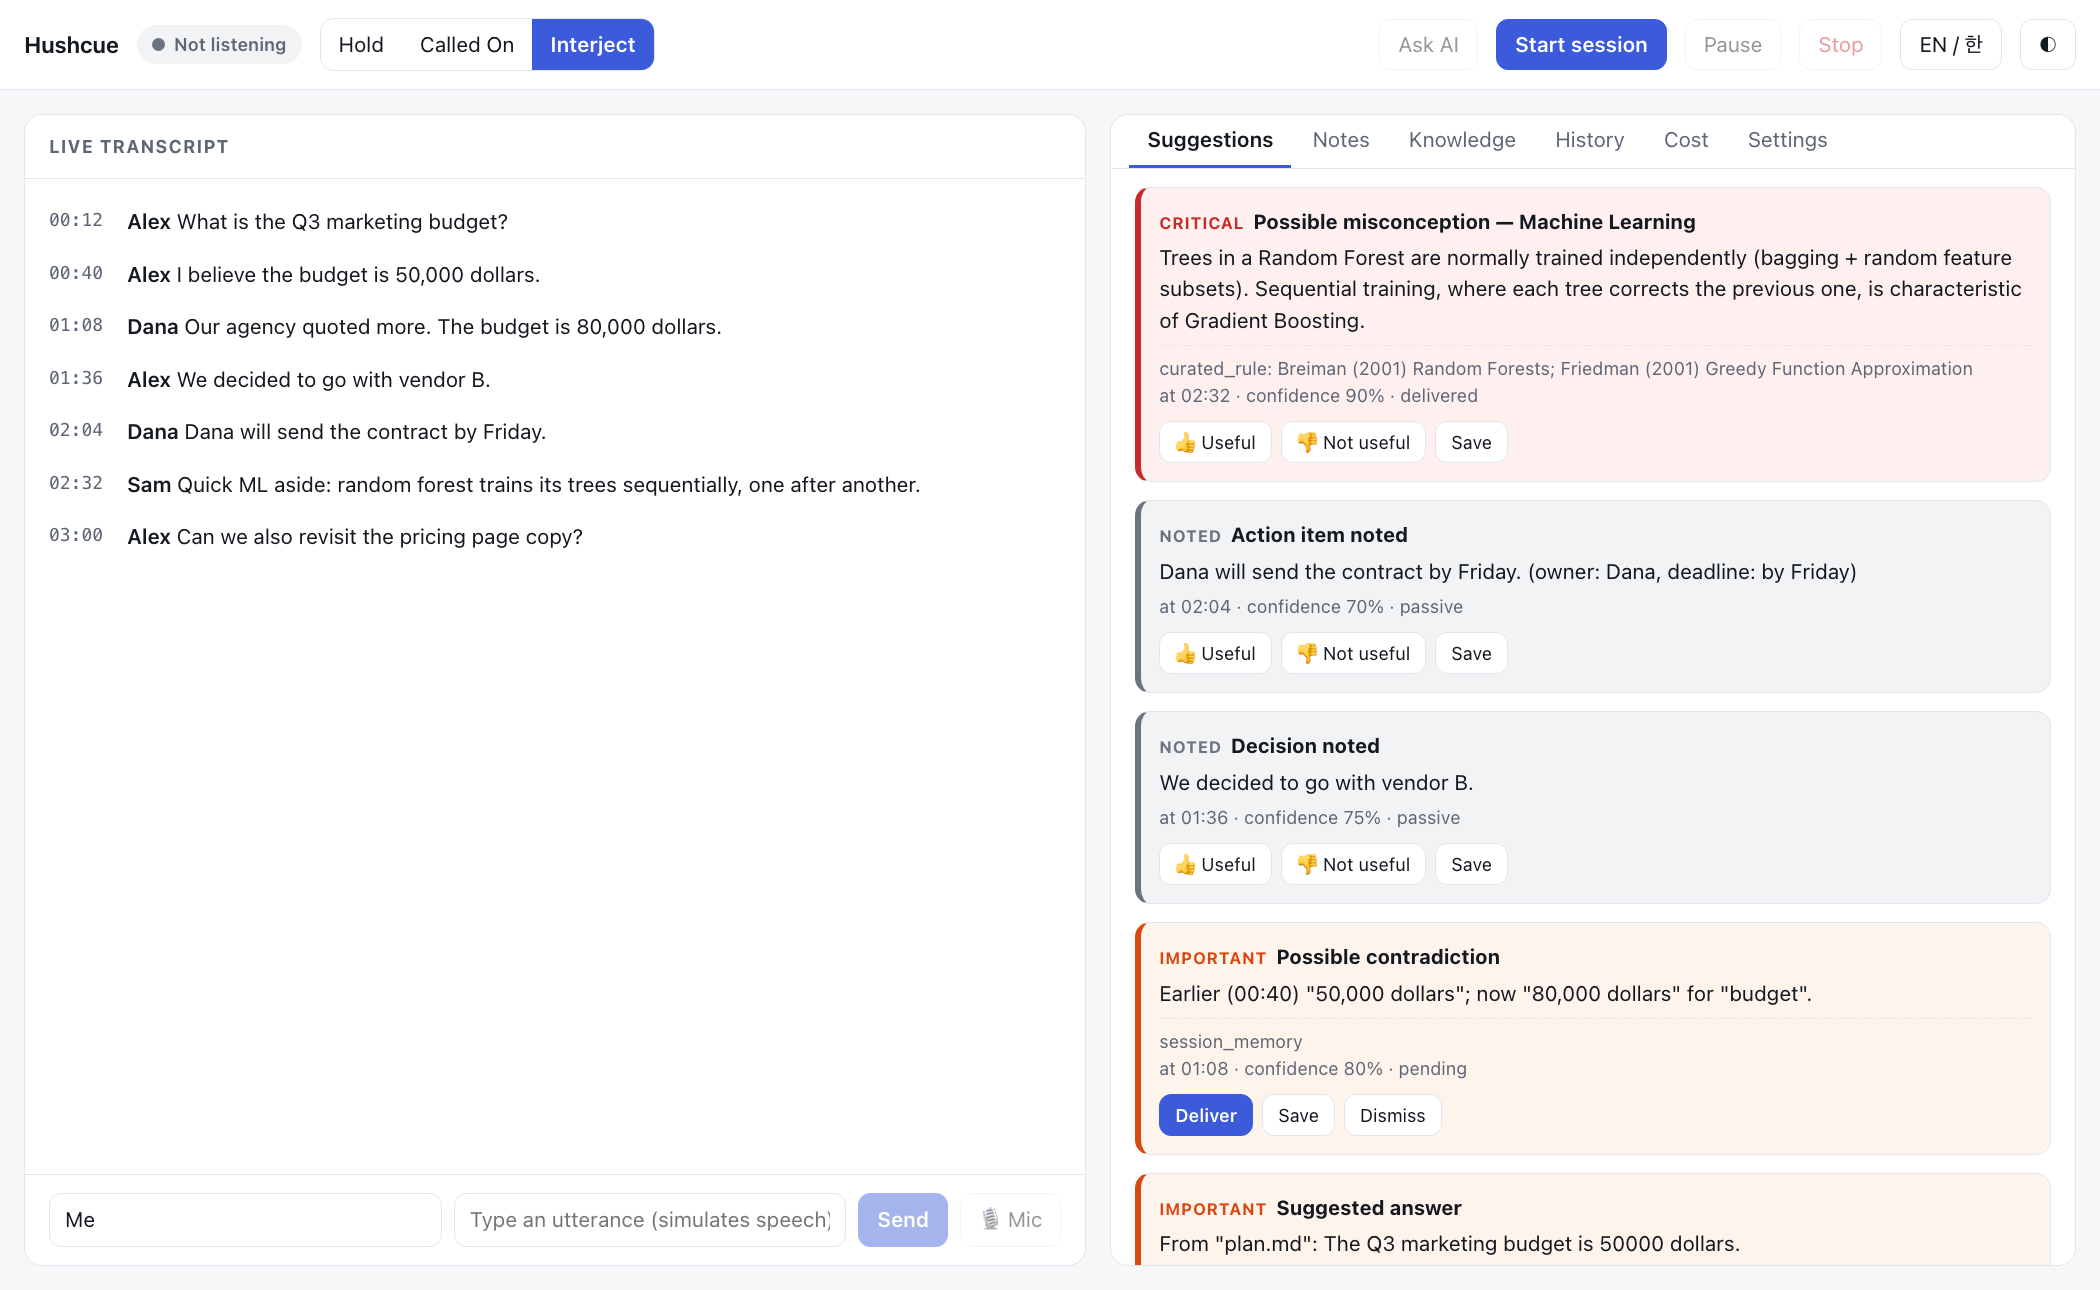 Hushcue
Not listening
Hold
Called On
Interject
Ask AI
Start session
Pause
Stop
EN / 한
LIVE TRANSCRIPT
00:12 Alex What is the Q3 marketing budget?
00:40 Alex I believe the budget is 50,000 dollars.
01:08 Dana Our agency quoted more. The budget is 80,000 dollars.
01:36 Alex We decided to go with vendor B.
02:04 Dana Dana will send the contract by Friday.
02:32 Sam Quick ML aside: random forest trains its trees sequentially, one after another.
03:00 Alex Can we also revisit the pricing page copy?
Me
Type an utterance (simulates speech)
Send
Mic
Suggestions
Notes
Knowledge
History
Cost
Settings
CRITICAL Possible misconception — Machine Learning
Trees in a Random Forest are normally trained independently (bagging + random feature
subsets). Sequential training, where each tree corrects the previous one, is characteristic
of Gradient Boosting.
curated_rule: Breiman (2001) Random Forests; Friedman (2001) Greedy Function Approximation
at 02:32 · confidence 90% · delivered
👍 Useful
👎 Not useful
Save
NOTED Action item noted
Dana will send the contract by Friday. (owner: Dana, deadline: by Friday)
at 02:04 · confidence 70% · passive
👍 Useful
👎 Not useful
Save
NOTED Decision noted
We decided to go with vendor B.
at 01:36 · confidence 75% · passive
👍 Useful
👎 Not useful
Save
IMPORTANT Possible contradiction
Earlier (00:40) "50,000 dollars"; now "80,000 dollars" for "budget".
session_memory
at 01:08 · confidence 80% · pending
Deliver
Save
Dismiss
IMPORTANT Suggested answer
From "plan.md": The Q3 marketing budget is 50000 dollars.